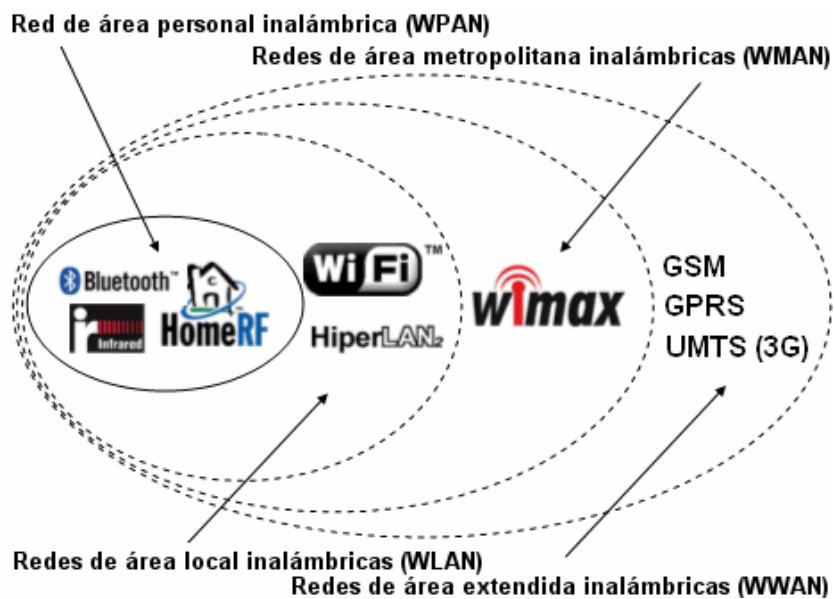 Red de área personal inalámbrica (WPAN)
Redes de área metropolitana inalámbricas (WMAN)
Bluetooth™
ir Infrared
HomeRF
WiFi™
HiperLAN2
wimax
GSM
GPRS
UMTS (3G)
Redes de área local inalámbricas (WLAN)
Redes de área extendida inalámbricas (WWAN)